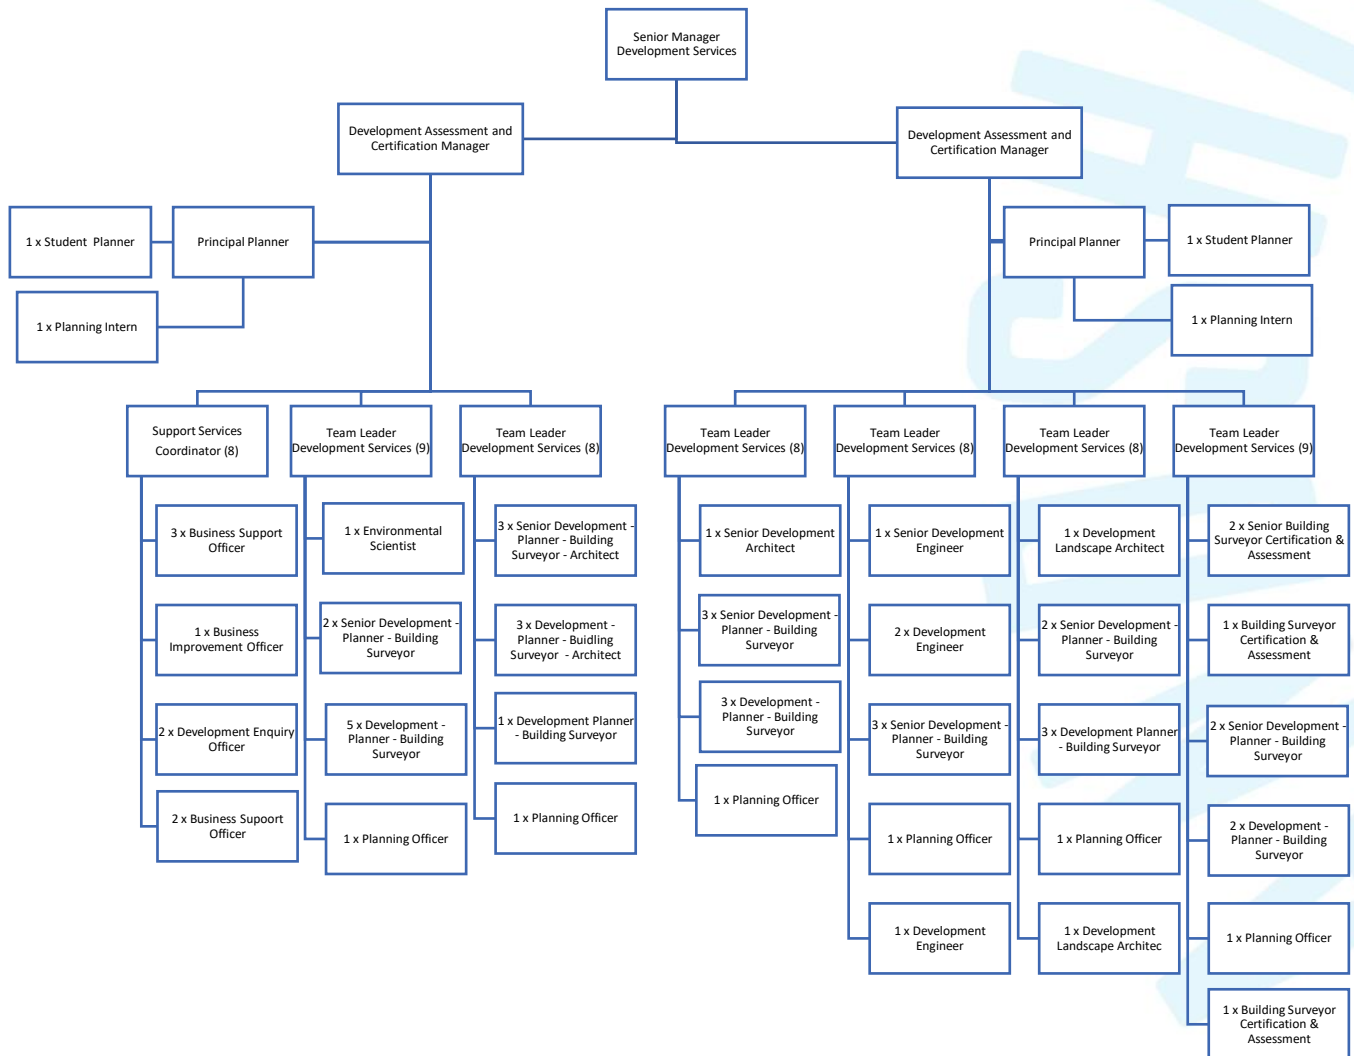 Senior Manager
Development Services
Development Assessment and
Certification Manager
Development Assessment and
Certification Manager
1 x Student Planner
Principal Planner
1 x Planning Intern
Principal Planner
1 x Student Planner
1 x Planning Intern
Support Services
Coordinator (8)
Team Leader
Development Services (9)
Team Leader
Development Services (8)
Team Leader
Development Services (8)
Team Leader
Development Services (8)
Team Leader
Development Services (8)
Team Leader
Development Services (9)
3 x Business Support
Officer
1 x Business
Improvement Officer
2 x Development Enquiry
Officer
2 x Business Supoort
Officer
1 x Environmental
Scientist
2 x Senior Development -
Planner - Building
Surveyor
5 x Development -
Planner - Building
Surveyor
1 x Planning Officer
3 x Senior Development -
Planner - Building
Surveyor - Architect
3 x Development -
Planner - Buidling
Surveyor - Architect
1 x Development Planner
- Building Surveyor
1 x Planning Officer
1 x Senior Development
Architect
3 x Senior Development -
Planner - Building
Surveyor
3 x Development -
Planner - Building
Surveyor
1 x Planning Officer
1 x Senior Development
Engineer
2 x Development
Engineer
3 x Senior Development -
Planner - Building
Surveyor
1 x Planning Officer
1 x Development
Engineer
1 x Development
Landscape Architect
2 x Senior Development -
Planner - Building
Surveyor
3 x Development Planner
- Building Surveyor
1 x Planning Officer
1 x Development
Landscape Architec
2 x Senior Building
Surveyor Certification &
Assessment
1 x Building Surveyor
Certification &
Assessment
2 x Senior Development -
Planner - Building
Surveyor
2 x Development -
Planner - Building
Surveyor
1 x Planning Officer
1 x Building Surveyor
Certification &
Assessment